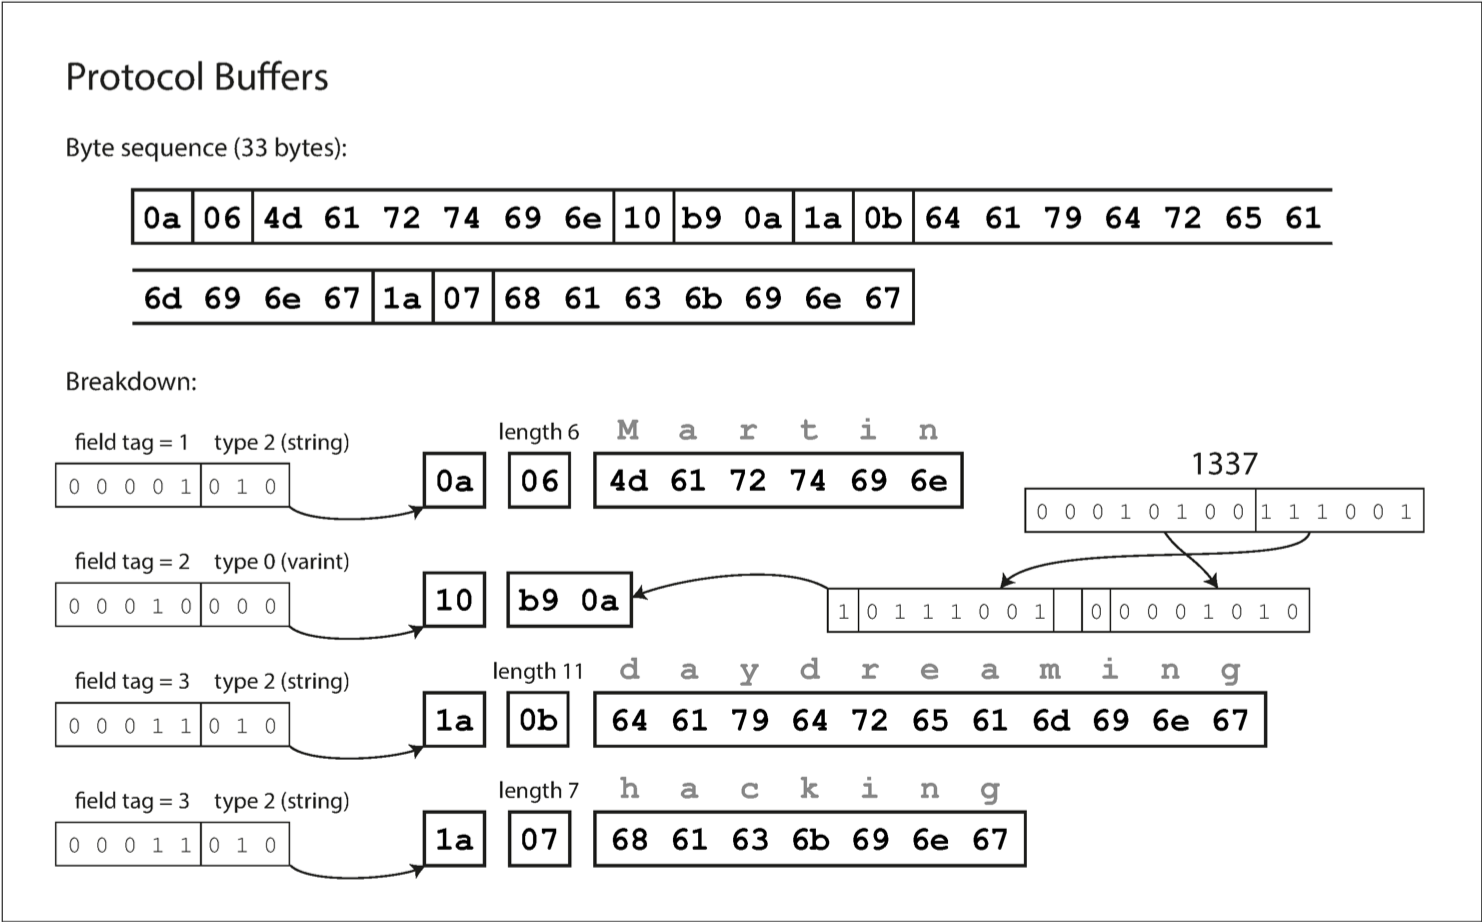 Protocol Buffers
Byte sequence (33 bytes):
0a 06 4d 61 72 74 69 6e 10 b9 0a 1a 0b 64 61 79 64 72 65 61
6d 69 6e 67 1a 07 68 61 63 6b 69 6e 67
Breakdown:
field tag = 1 type 2 (string) length 6 M a r t i n
0 0 0 0 1 0 1 0 0a 06 4d 61 72 74 69 6e
1337
0 0 0 1 0 1 0 0 1 1 1 0 0 1
field tag = 2 type 0 (varint)
0 0 0 1 0 0 0 0 10 b9 0a 1 0 1 1 1 0 0 1 0 0 0 0 1 0 1 0
field tag = 3 type 2 (string) length 11 d a y d r e a m i n g
0 0 0 1 1 0 1 0 1a 0b 64 61 79 64 72 65 61 6d 69 6e 67
field tag = 3 type 2 (string) length 7 h a c k i n g
0 0 0 1 1 0 1 0 1a 07 68 61 63 6b 69 6e 67